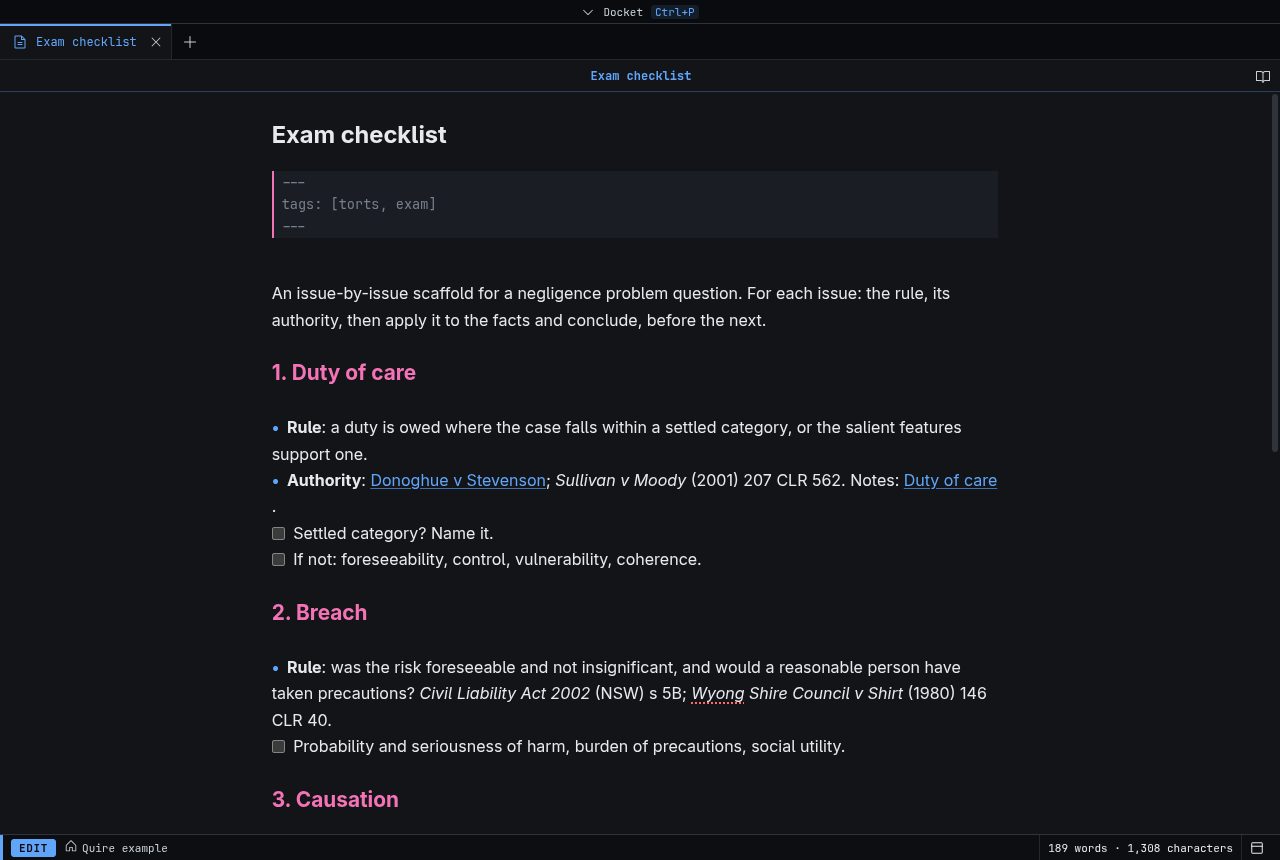 Docket Ctrl+P
Exam checklist
Exam checklist
Exam checklist
---
tags: [torts, exam]
---
An issue-by-issue scaffold for a negligence problem question. For each issue: the rule, its
authority, then apply it to the facts and conclude, before the next.
1. Duty of care
• Rule: a duty is owed where the case falls within a settled category, or the salient features
support one.
• Authority: Donoghue v Stevenson; Sullivan v Moody (2001) 207 CLR 562. Notes: Duty of care
.
Settled category? Name it.
If not: foreseeability, control, vulnerability, coherence.
2. Breach
• Rule: was the risk foreseeable and not insignificant, and would a reasonable person have
taken precautions? Civil Liability Act 2002 (NSW) s 5B; Wyong Shire Council v Shirt (1980) 146
CLR 40.
Probability and seriousness of harm, burden of precautions, social utility.
3. Causation
EDIT Quire example 189 words · 1,308 characters